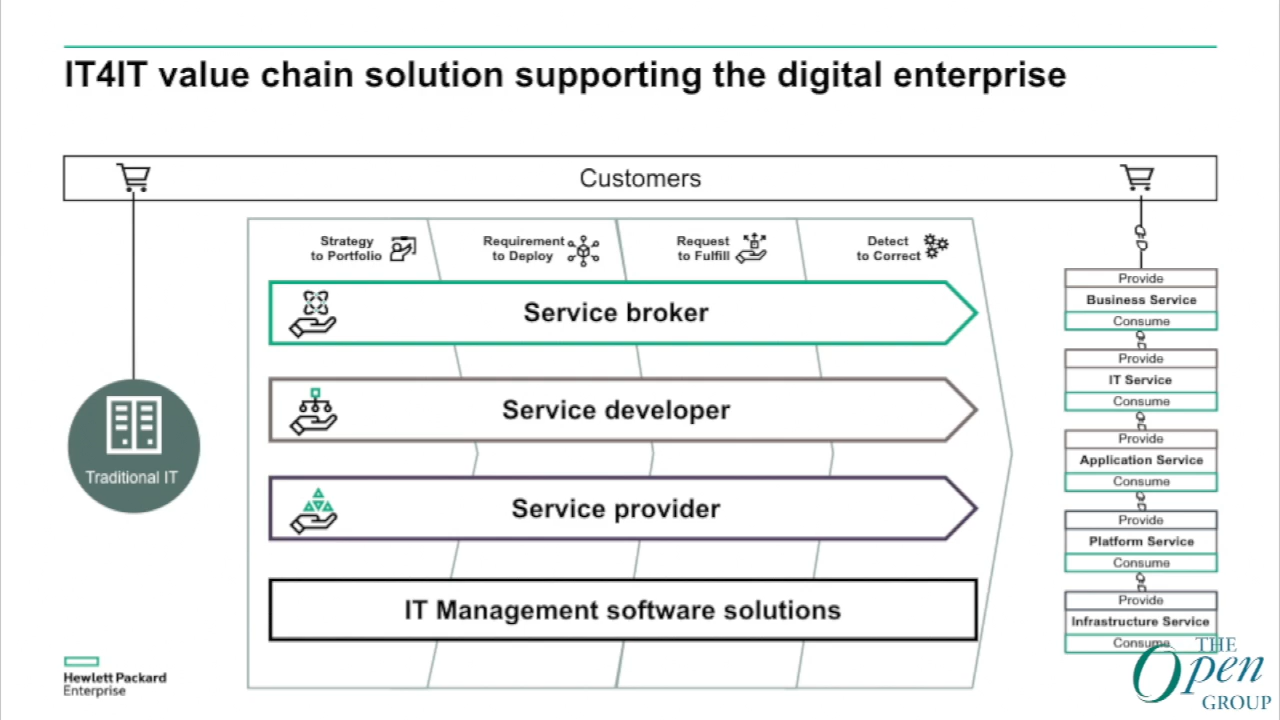 IT4IT value chain solution supporting the digital enterprise
Customers
Strategy
to Portfolio
Requirement
to Deploy
Request
to Fulfill
Detect
to Correct
Service broker
Service developer
Service provider
IT Management software solutions
Traditional IT
Provide
Business Service
Consume
Provide
IT Service
Consume
Provide
Application Service
Consume
Provide
Platform Service
Consume
Provide
Infrastructure Service
Consume
Hewlett Packard
Enterprise
THE
Open
GROUP